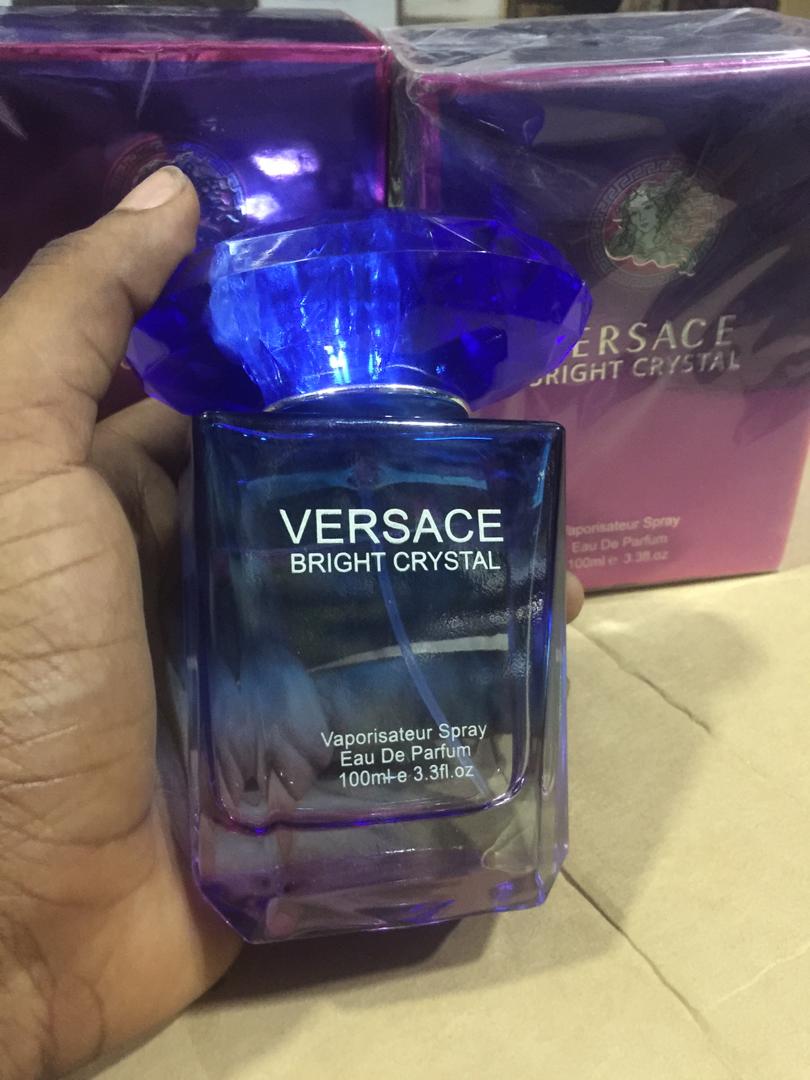 VERSACE
BRIGHT CRYSTAL
Vaporisateur Spray
Eau De Parfum
100ml e 3.3fl.oz
ERSACE
BRIGHT CRYSTAL
Vaporisateur Spray
Eau De Parfum
100ml e 3.3fl.oz